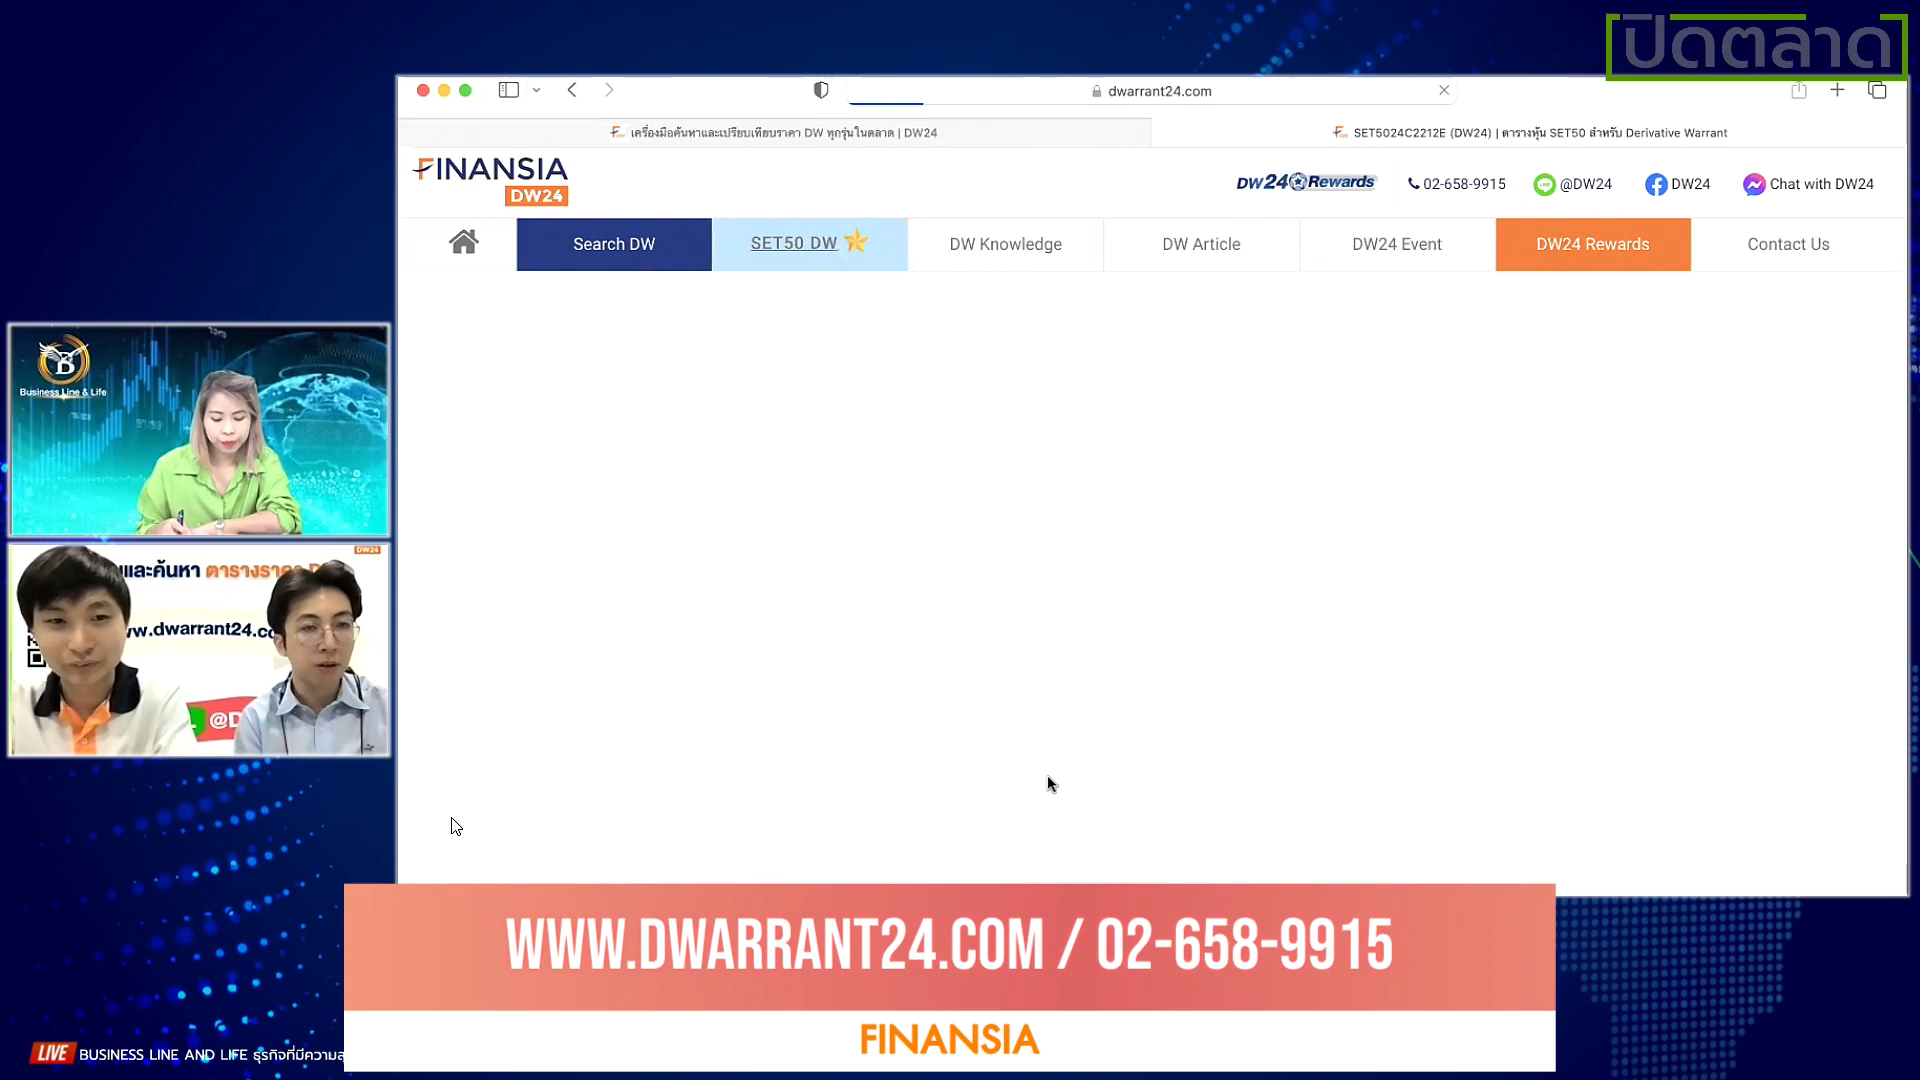 ปิดตลาด
dwarrant24.com
เครื่องมือค้นหาและเปรียบเทียบราคา DW ทุกรุ่นในตลาด | DW24
SET5024C2212E (DW24) | ตารางหุ้น SET50 สำหรับ Derivative Warrant
FINANSIA
DW24
DW24 Rewards
02-658-9915
@DW24
DW24
Chat with DW24
Search DW
SET50 DW
DW Knowledge
DW Article
DW24 Event
DW24 Rewards
Contact Us
B
Business Line & Life
DW24
และค้นหา ตารางราคา
w.dwarrant24.co
@D
WWW.DWARRANT24.COM / 02-658-9915
FINANSIA
LIVE BUSINESS LINE AND LIFE ธุรกิจที่มีความสุ